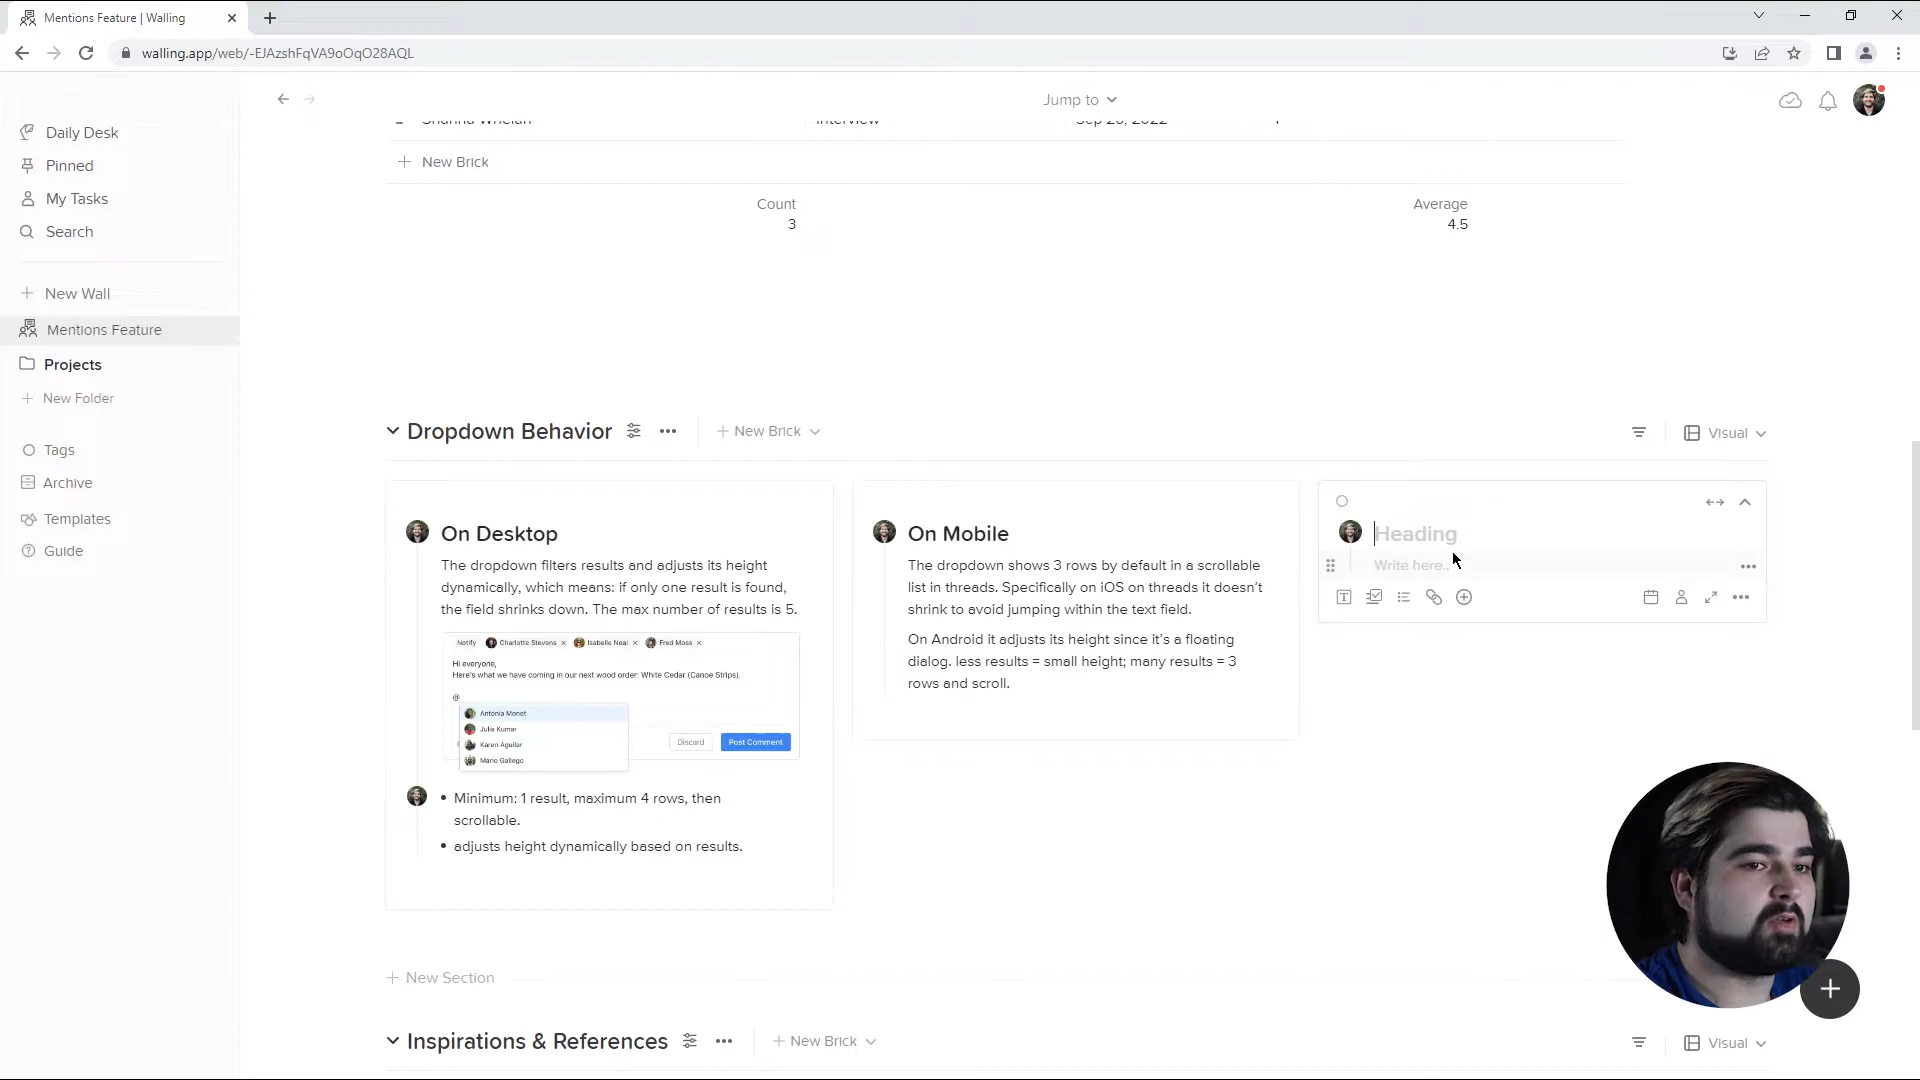 Mentions Feature | Walling
walling.app/web/-EJAzshFqVA9oOqO28AQL
Daily Desk
Pinned
My Tasks
Search
New Wall
Mentions Feature
Projects
New Folder
Tags
Archive
Templates
Guide
Jump to
New Brick
Count
3
Average
4.5
Dropdown Behavior
New Brick
Visual
On Desktop
The dropdown filters results and adjusts its height
dynamically, which means: if only one result is found,
the field shrinks down. The max number of results is 5.
Notify Charlotte Stevens × Isabelle Neal × Fred Moss ×
Hi everyone,
Here's what we have coming in our next wood order: White Cedar (Canoe Strips).
@
Antonia Monet
Julia Kumar
Karen Aguilar
Mario Gallego
Discard
Post Comment
• Minimum: 1 result, maximum 4 rows, then
scrollable.
• adjusts height dynamically based on results.
On Mobile
The dropdown shows 3 rows by default in a scrollable
list in threads. Specifically on iOS on threads it doesn't
shrink to avoid jumping within the text field.
On Android it adjusts its height since it's a floating
dialog. less results = small height; many results = 3
rows and scroll.
Heading
Write here..
New Section
Inspirations & References
New Brick
Visual